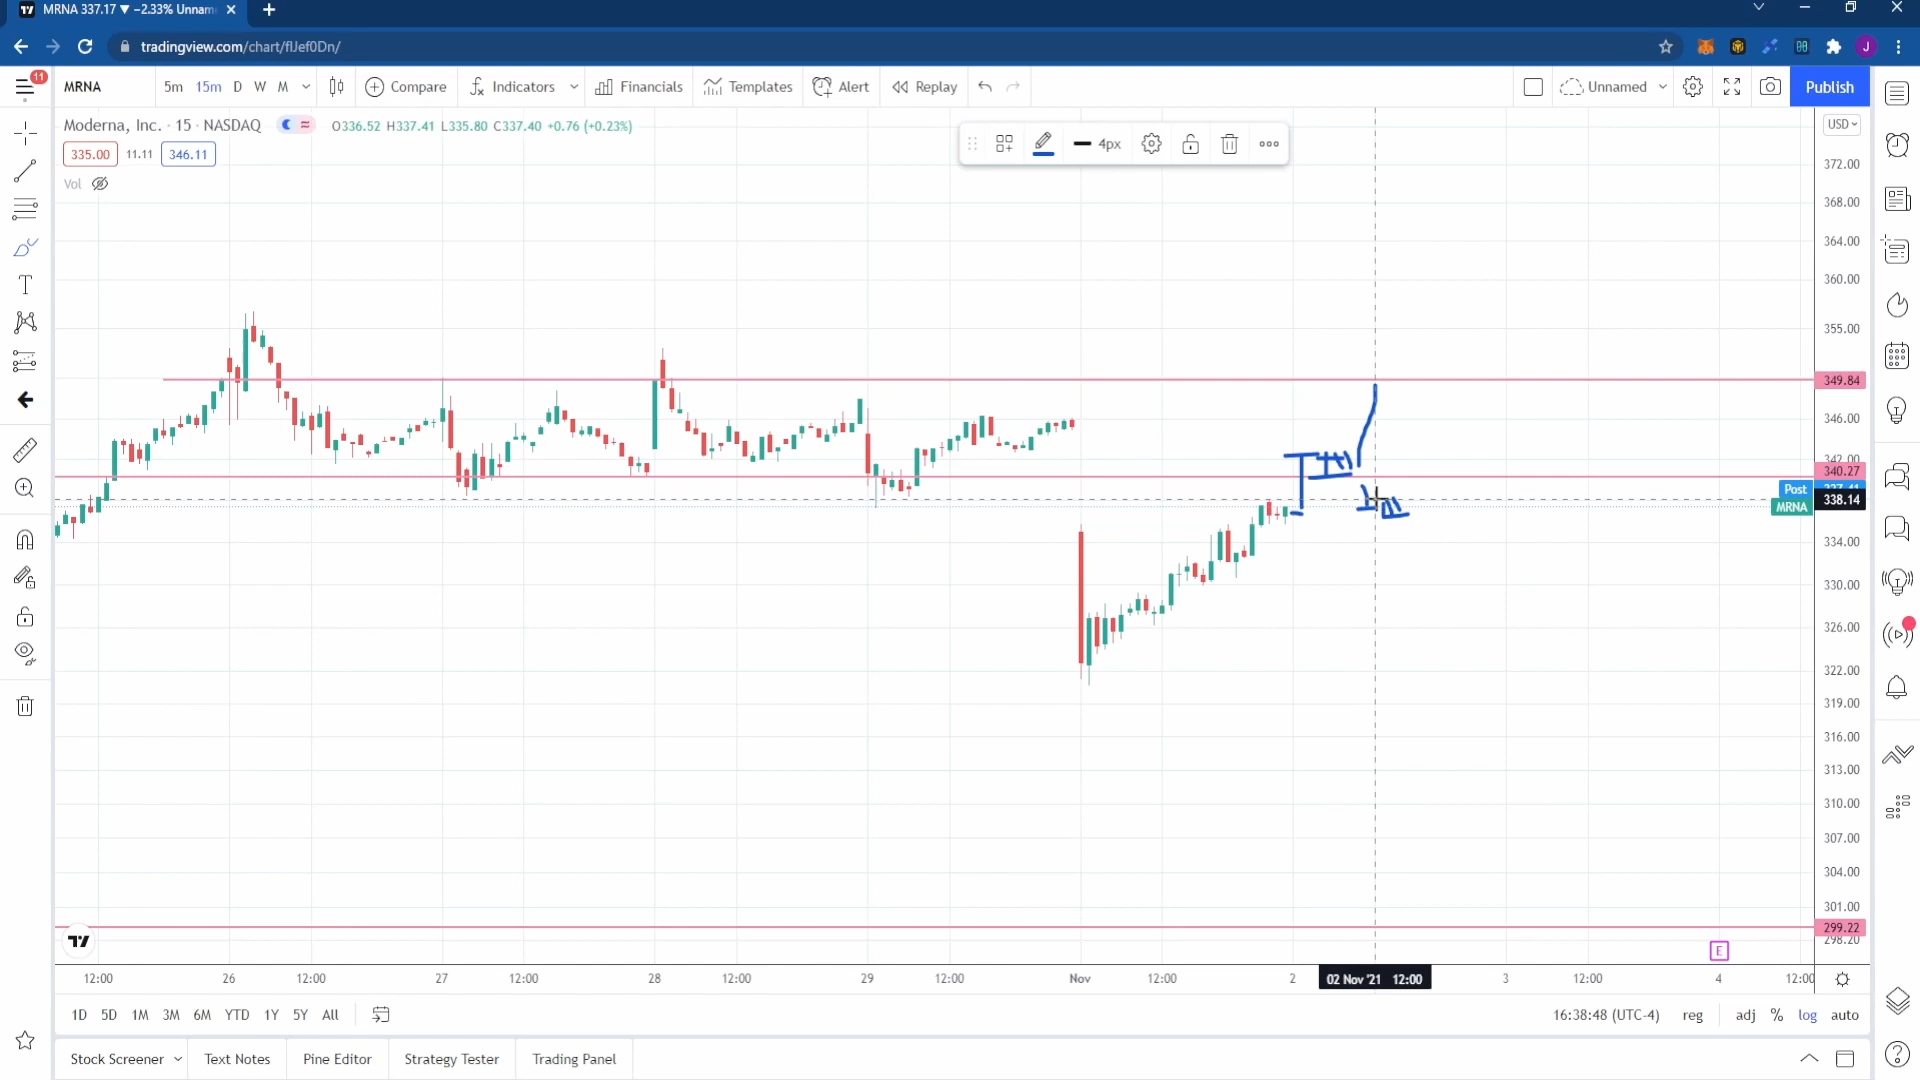 MRNA 337.17 ▼ −2.33% Unnam
tradingview.com/chart/flJef0Dn/
J
11
MRNA 5m 15m D W M Compare Indicators Financials Templates Alert Replay Unnamed Publish
Moderna, Inc. · 15 · NASDAQ O336.52 H337.41 L335.80 C337.40 +0.76 (+0.23%)
USD
335.00 11.11 346.11
4px
Vol
372.00
368.00
364.00
360.00
355.00
349.84
346.00
342.00
340.27
Post
338.14
MRNA
334.00
330.00
326.00
322.00
319.00
316.00
313.00
310.00
307.00
304.00
301.00
299.22
298.20
E
12:00 26 12:00 27 12:00 28 12:00 29 12:00 Nov 12:00 2 02 Nov '21 12:00 3 12:00 4 12:00
1D 5D 1M 3M 6M YTD 1Y 5Y All 16:38:48 (UTC-4) reg adj % log auto
Stock Screener Text Notes Pine Editor Strategy Tester Trading Panel